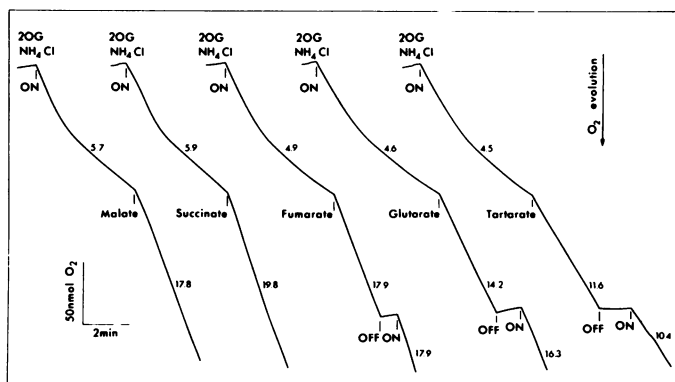 2OG 2OG 2OG 2OG 2OG
NH4Cl NH4Cl NH4Cl NH4Cl NH4Cl
ON ON ON ON ON
O2 evolution
5.7 5.9 4.9 4.6 4.5
Malate Succinate Fumarate Glutarate Tartarate
50nmol O2
2min
17.8 19.8 17.9 14.2 11.6
OFF ON OFF ON OFF ON
17.9 16.3 10.4